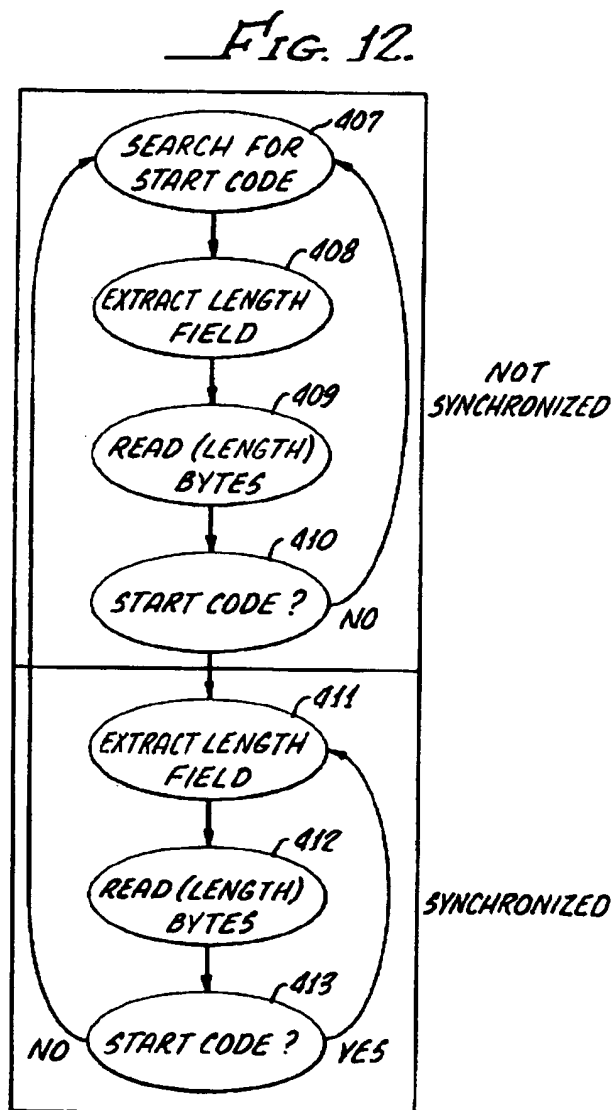 FIG. 12.
407
SEARCH FOR
START CODE
408
EXTRACT LENGTH
FIELD
NOT
SYNCHRONIZED
409
READ (LENGTH)
BYTES
410
START CODE ?
NO
411
EXTRACT LENGTH
FIELD
412
READ (LENGTH)
BYTES
SYNCHRONIZED
413
NO
START CODE ?
YES